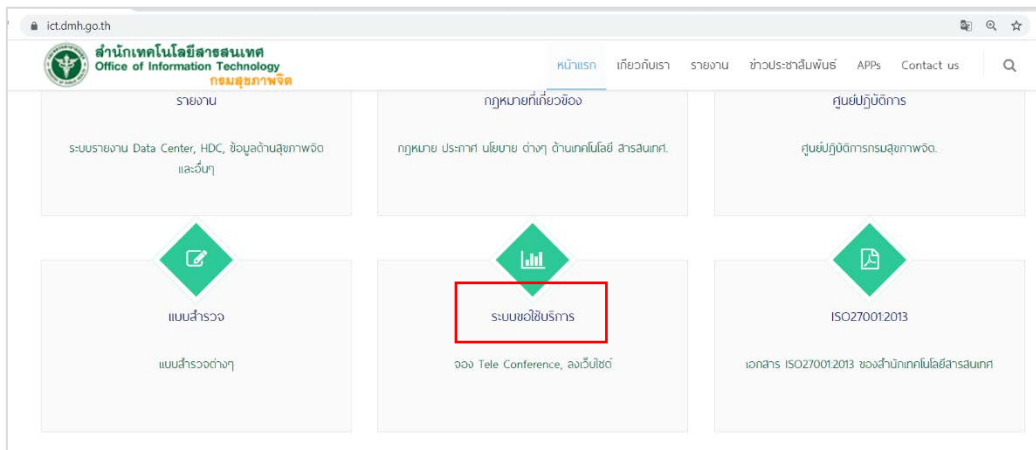 ict.dmh.go.th
สำนักเทคโนโลยีสารสนเทศ
Office of Information Technology
กรมสุขภาพจิต
หน้าแรก เกี่ยวกับเรา รายงาน ข่าวประชาสัมพันธ์ APPs Contact us
รายงาน กฎหมายที่เกี่ยวข้อง ศูนย์ปฏิบัติการ
ระบบรายงาน Data Center, HDC, ข้อมูลด้านสุขภาพจิต กฎหมาย ประกาศ นโยบาย ต่างๆ ด้านเทคโนโลยี สารสนเทศ. ศูนย์ปฏิบัติการกรมสุขภาพจิต.
และอื่นๆ
แบบสำรวจ ระบบขอใช้บริการ ISO27001:2013
แบบสำรวจต่างๆ จอง Tele Conference, ลงเว็บไซต์ เอกสาร ISO27001:2013 ของสำนักเทคโนโลยีสารสนเทศ